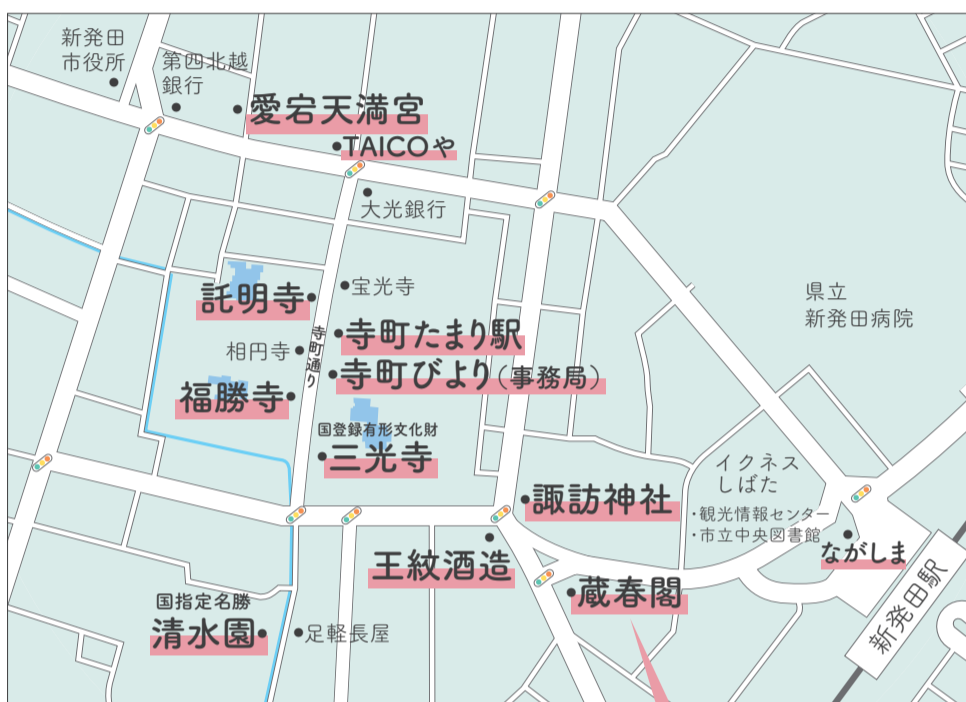 新発田
市役所
第四北越
銀行
愛宕天満宮
TAICOや
大光銀行
宝光寺
託明寺
寺町たまり駅
相円寺
寺町通り
寺町びより(事務局)
福勝寺
国登録有形文化財
三光寺
県立
新発田病院
イクネス
しばた
・観光情報センター
・市立中央図書館
諏訪神社
王紋酒造
ながしま
蔵春閣
新発田駅
国指定名勝
清水園
足軽長屋